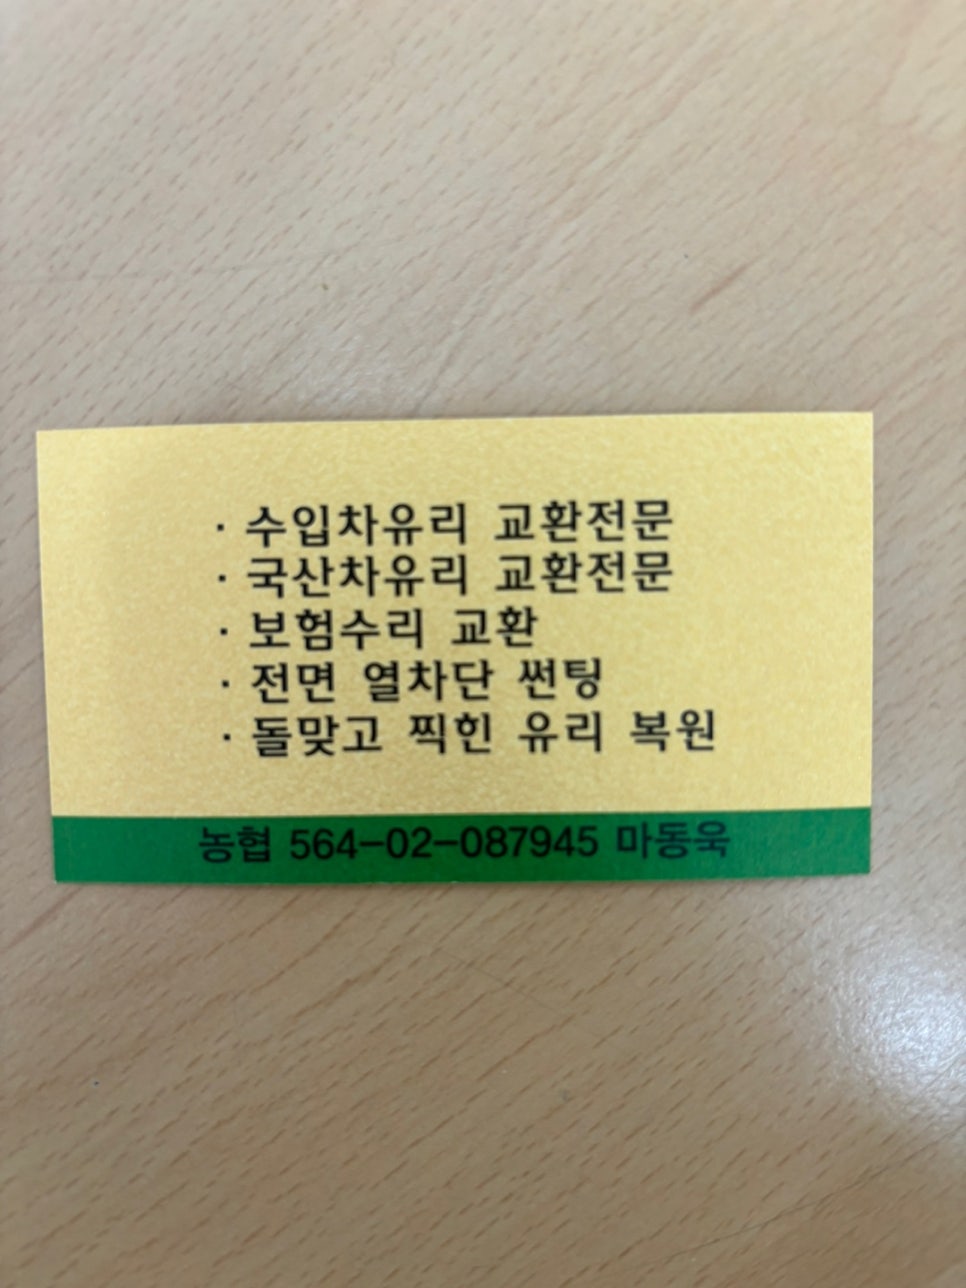 · 수입차유리 교환전문
· 국산차유리 교환전문
· 보험수리 교환
· 전면 열차단 썬팅
· 돌맞고 찍힌 유리 복원
농협 564-02-087945 마동욱